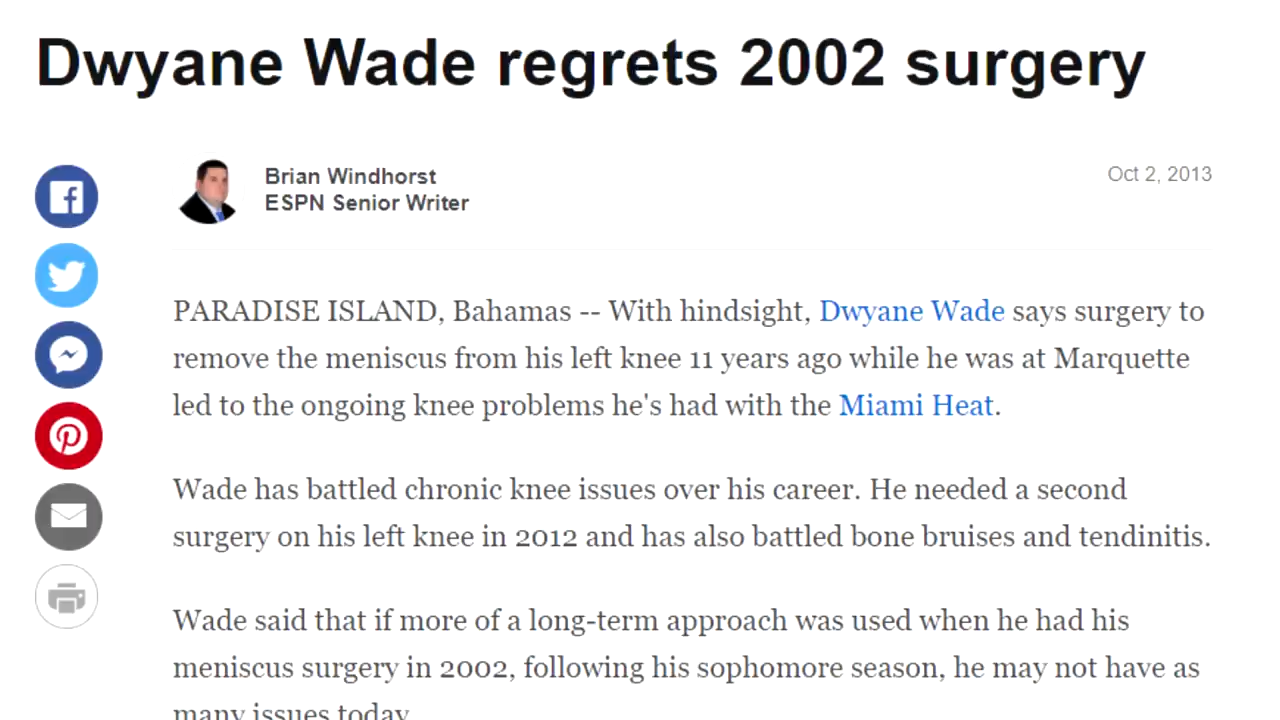 Dwyane Wade regrets 2002 surgery
Brian Windhorst
ESPN Senior Writer
Oct 2, 2013
PARADISE ISLAND, Bahamas -- With hindsight, Dwyane Wade says surgery to
remove the meniscus from his left knee 11 years ago while he was at Marquette
led to the ongoing knee problems he's had with the Miami Heat.
Wade has battled chronic knee issues over his career. He needed a second
surgery on his left knee in 2012 and has also battled bone bruises and tendinitis.
Wade said that if more of a long-term approach was used when he had his
meniscus surgery in 2002, following his sophomore season, he may not have as
many issues today